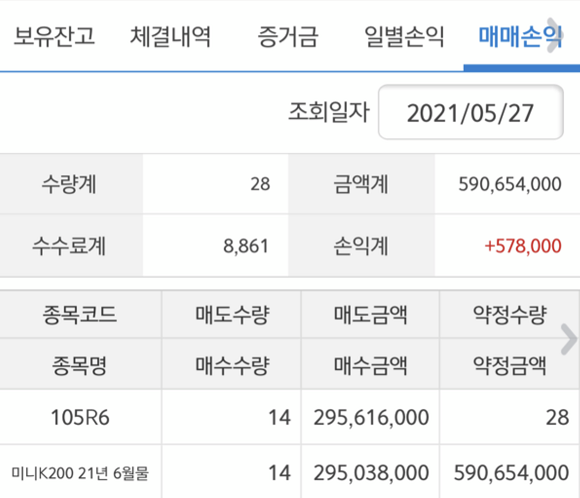 보유잔고 체결내역 증거금 일별손익 매매손익
조회일자 2021/05/27
수량계 28 금액계 590,654,000
수수료계 8,861 손익계 +578,000
종목코드 매도수량 매도금액 약정수량
종목명 매수수량 매수금액 약정금액
105R6 14 295,616,000 28
미니K200 21년 6월물 14 295,038,000 590,654,000